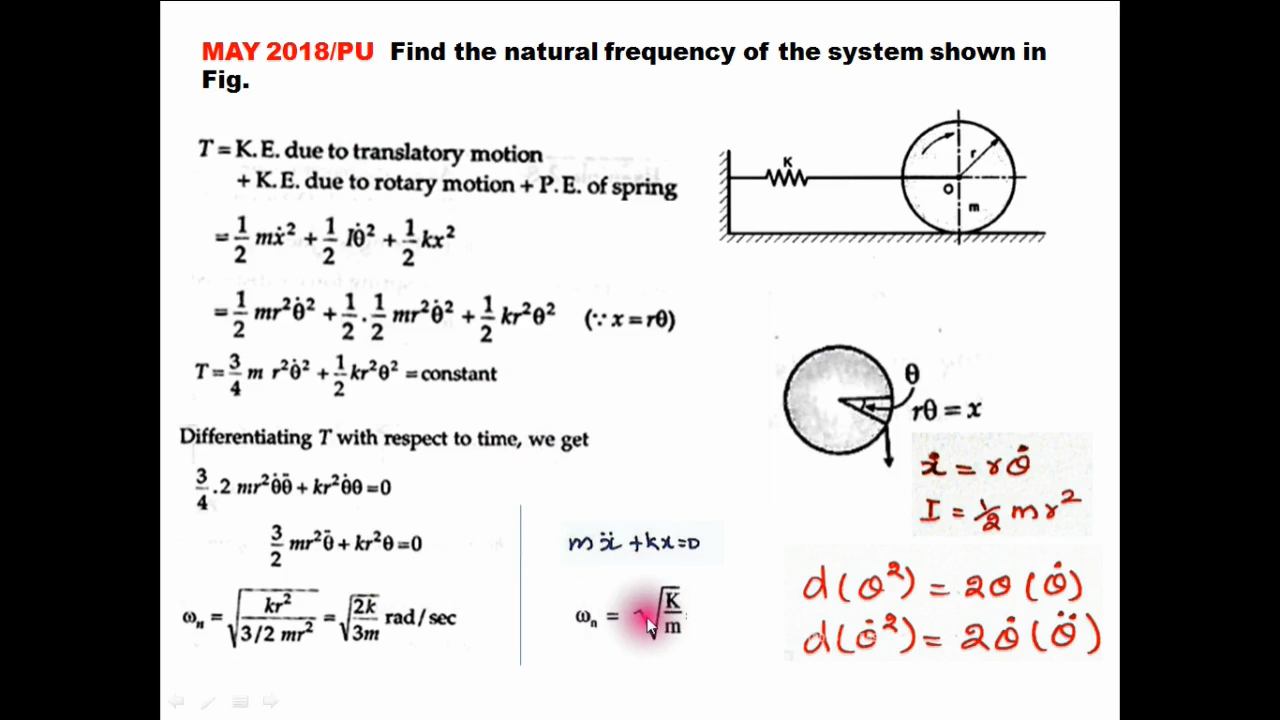 MAY 2018/PU Find the natural frequency of the system shown in
Fig.
T = K. E. due to translatory motion
+ K. E. due to rotary motion + P. E. of spring
= 1/2 mẋ² + 1/2 Iθ̇² + 1/2 kx²
= 1/2 mr²θ̇² + 1/2 . 1/2 mr²θ̇² + 1/2 kr²θ² (∵ x = rθ)
T = 3/4 m r²θ̇² + 1/2 kr²θ² = constant
Differentiating T with respect to time, we get
3/4 .2 mr²θ̇θ̈ + kr²θ̇θ = 0
3/2 mr²θ̈ + kr²θ = 0
ωn = √(kr² / 3/2 mr²) = √(2k/3m) rad/sec
mẍ + kx = 0
ωn = √(K/m)
K
r
O
m
θ
rθ = x
ẋ = rθ̇
I = 1/2 mr²
d(θ²) = 2θ(θ̇)
d(θ̇²) = 2θ̇(θ̈)